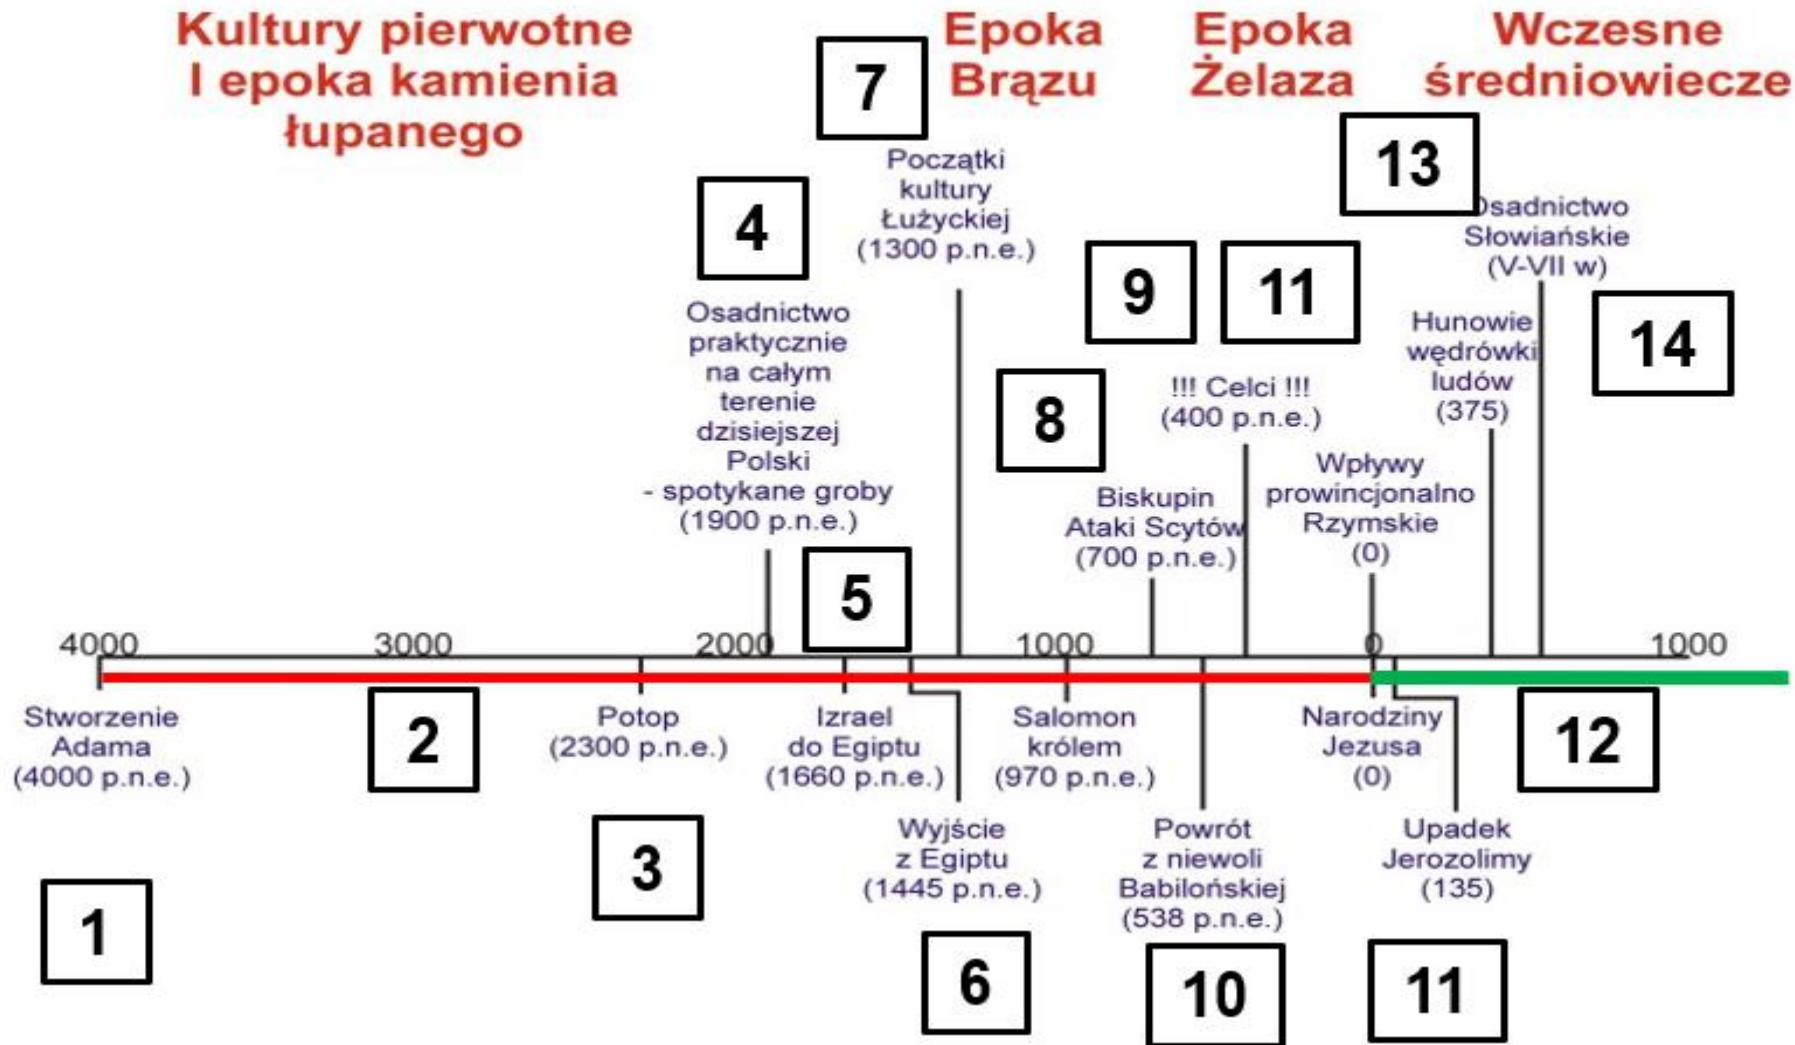 Kultury pierwotne
I epoka kamienia
łupanego
Epoka
Brązu
Epoka
Żelaza
Wczesne
średniowiecze
7
13
4
Początki
kultury
Łużyckiej
(1300 p.n.e.)
Słowiańskie
(V-VII w)
9
11
14
Osadnictwo
praktycznie
na całym
terenie
dzisiejszej
Polski
- spotykane groby
(1900 p.n.e.)
8
!!! Celci !!!
(400 p.n.e.)
Hunowie
wędrówki
ludów
(375)
Biskupin
Ataki Scytów
(700 p.n.e.)
Wpływy
prowincjonalno
Rzymskie
(0)
5
4000 3000 2000 1000 0 1000
Stworzenie
Adama
(4000 p.n.e.)
2
Potop
(2300 p.n.e.)
Izrael
do Egiptu
(1660 p.n.e.)
Salomon
królem
(970 p.n.e.)
Narodziny
Jezusa
(0)
12
3
Wyjście
z Egiptu
(1445 p.n.e.)
Powrót
z niewoli
Babilońskiej
(538 p.n.e.)
Upadek
Jerozolimy
(135)
1
6
10
11